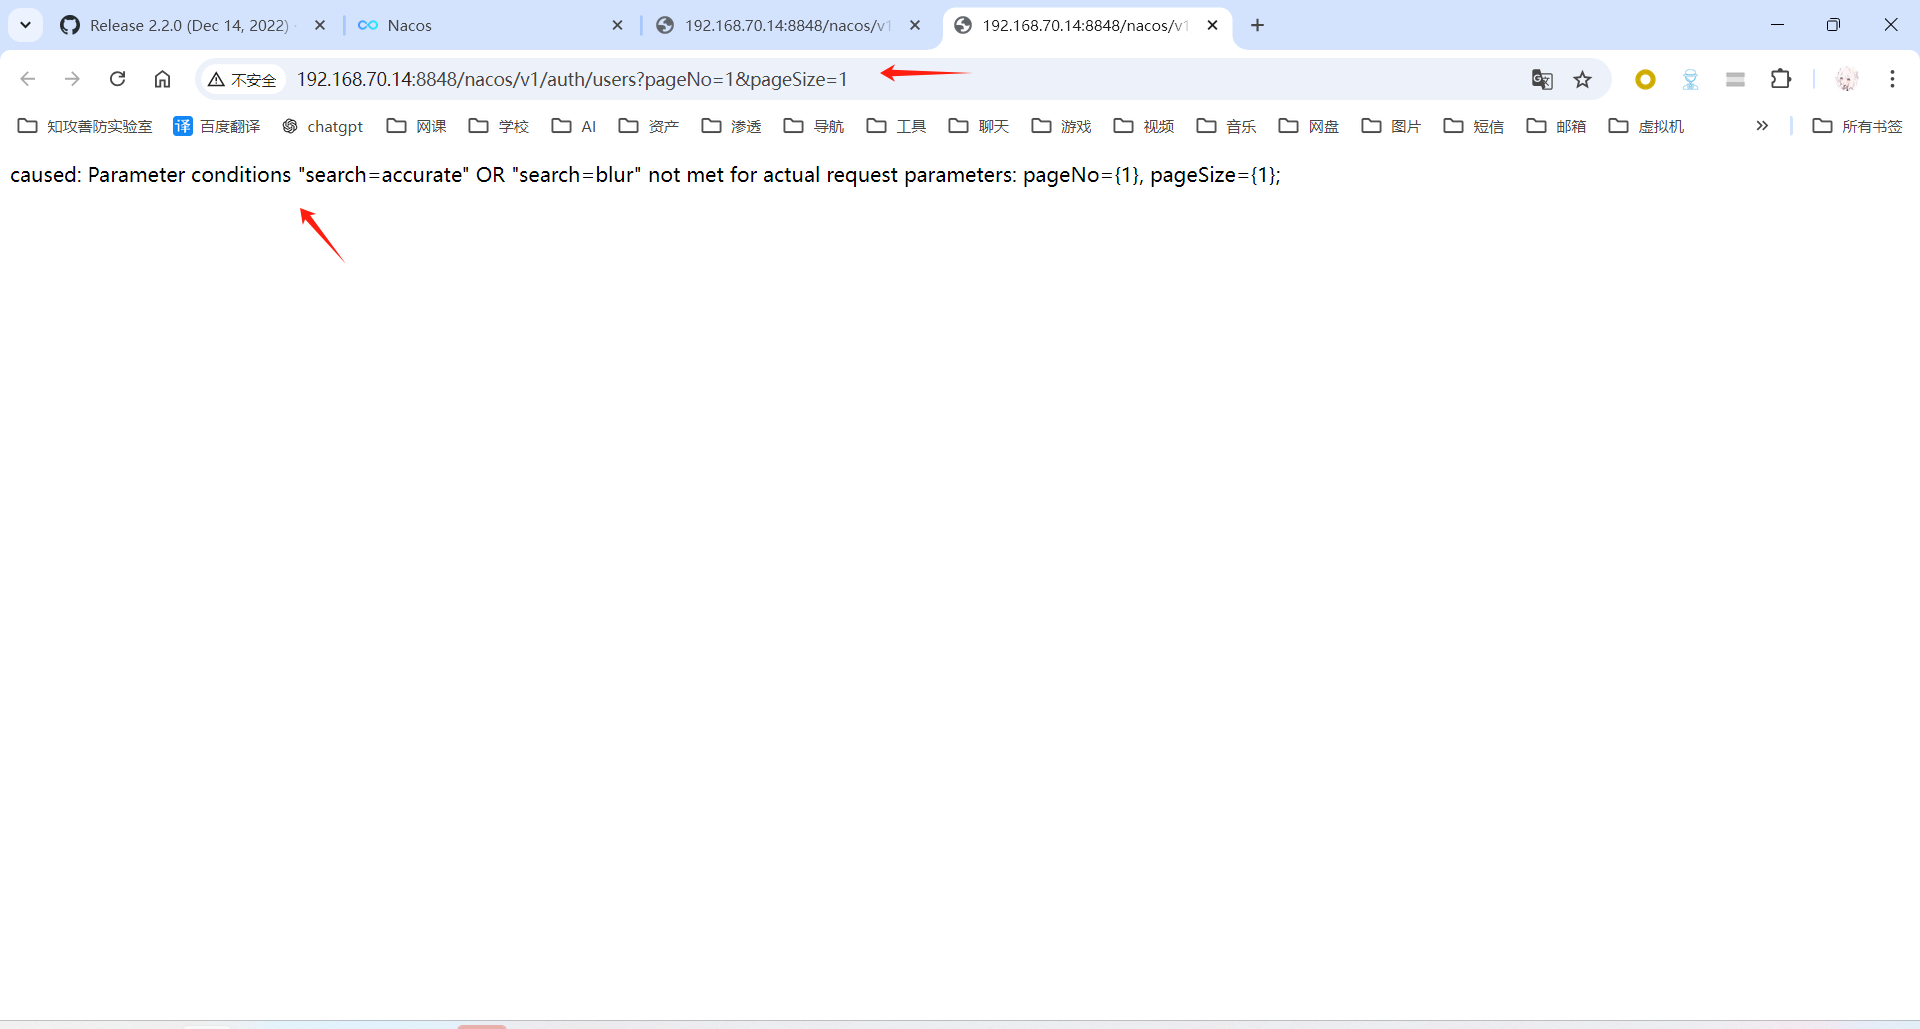 Release 2.2.0 (Dec 14, 2022)
Nacos
192.168.70.14:8848/nacos/v1
192.168.70.14:8848/nacos/v1
不安全
192.168.70.14:8848/nacos/v1/auth/users?pageNo=1&pageSize=1
知攻善防实验室
译 百度翻译
chatgpt
网课
学校
AI
资产
渗透
导航
工具
聊天
游戏
视频
音乐
网盘
图片
短信
邮箱
虚拟机
所有书签
caused: Parameter conditions "search=accurate" OR "search=blur" not met for actual request parameters: pageNo={1}, pageSize={1};